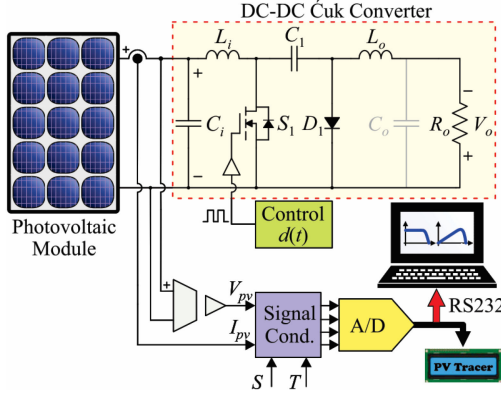 DC-DC Ćuk Converter
+
L_i
C_1
L_o
+
C_i
S_1
D_1
C_o
R_o
−
V_o
+
−
Photovoltaic
Module
Control
d(t)
+
V_pv
I_pv
Signal
Cond.
A/D
RS232
S
T
PV Tracer